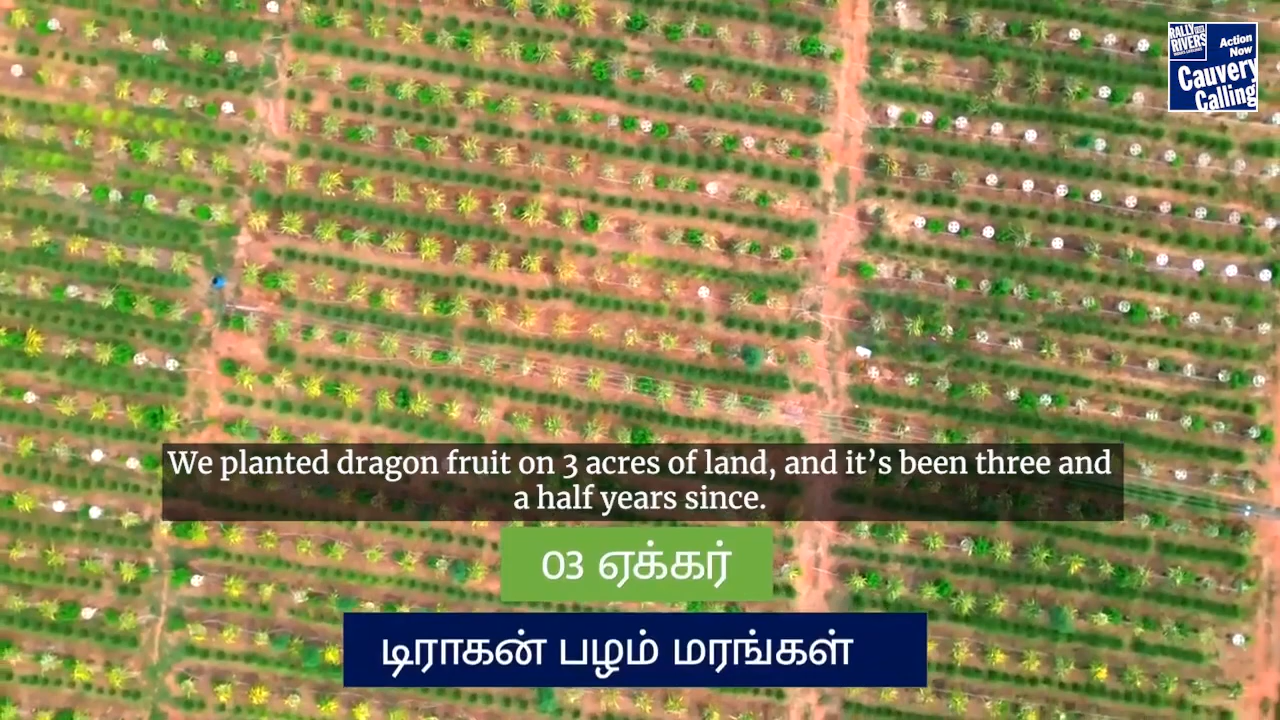 RALLY FOR
RIVERS
Action
Now
Cauvery
Calling
We planted dragon fruit on 3 acres of land, and it’s been three and
a half years since.
03 ஏக்கர்
டிராகன் பழம் மரங்கள்